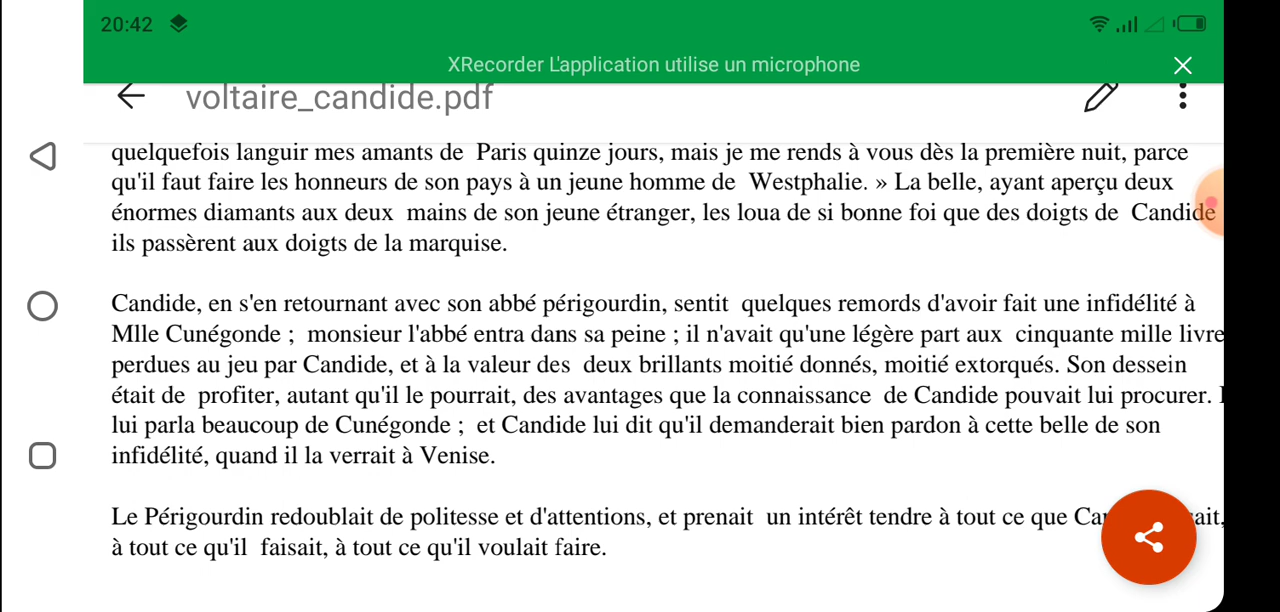 20:42
XRecorder L'application utilise un microphone
voltaire_candide.pdf
quelquefois languir mes amants de Paris quinze jours, mais je me rends à vous dès la première nuit, parce
qu'il faut faire les honneurs de son pays à un jeune homme de Westphalie. » La belle, ayant aperçu deux
énormes diamants aux deux mains de son jeune étranger, les loua de si bonne foi que des doigts de Candide
ils passèrent aux doigts de la marquise.
Candide, en s'en retournant avec son abbé périgourdin, sentit quelques remords d'avoir fait une infidélité à
Mlle Cunégonde ; monsieur l'abbé entra dans sa peine ; il n'avait qu'une légère part aux cinquante mille livre
perdues au jeu par Candide, et à la valeur des deux brillants moitié donnés, moitié extorqués. Son dessein
était de profiter, autant qu'il le pourrait, des avantages que la connaissance de Candide pouvait lui procurer.
lui parla beaucoup de Cunégonde ; et Candide lui dit qu'il demanderait bien pardon à cette belle de son
infidélité, quand il la verrait à Venise.
Le Périgourdin redoublait de politesse et d'attentions, et prenait un intérêt tendre à tout ce que
à tout ce qu'il faisait, à tout ce qu'il voulait faire.